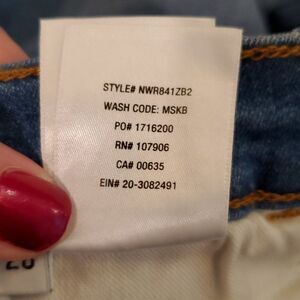 STYLE# NWR841ZB2
WASH CODE: MSKB
PO# 1716200
RN# 107906
CA# 00635
EIN# 20-3082491